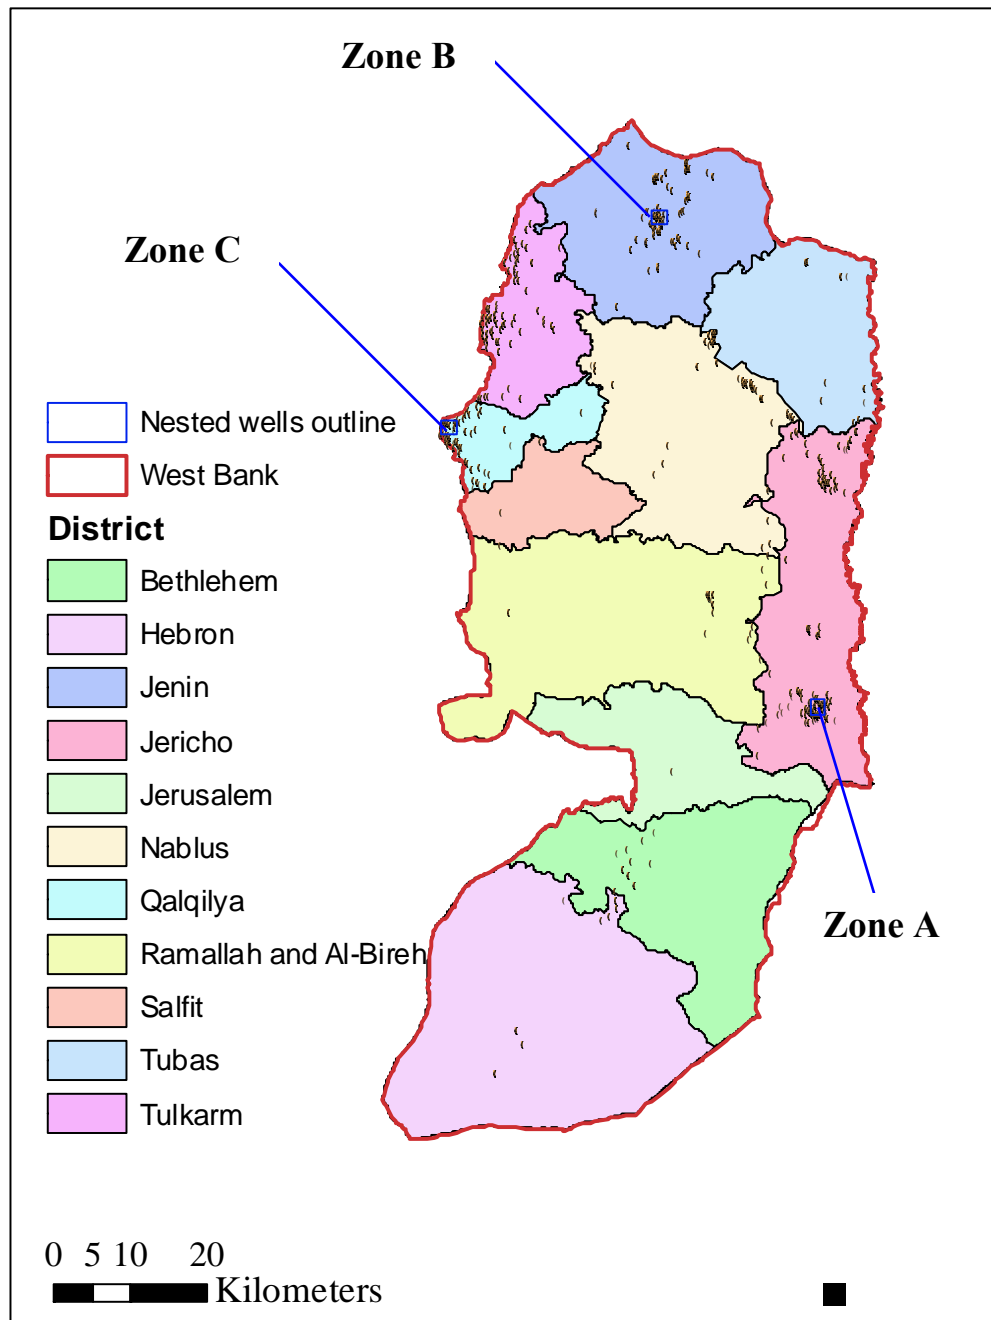 Zone B
Zone C
Nested wells outline
West Bank
District
Bethlehem
Hebron
Jenin
Jericho
Jerusalem
Nablus
Qalqilya
Ramallah and Al-Bireh
Salfit
Tubas
Tulkarm
Zone A
0 5 10 20
Kilometers